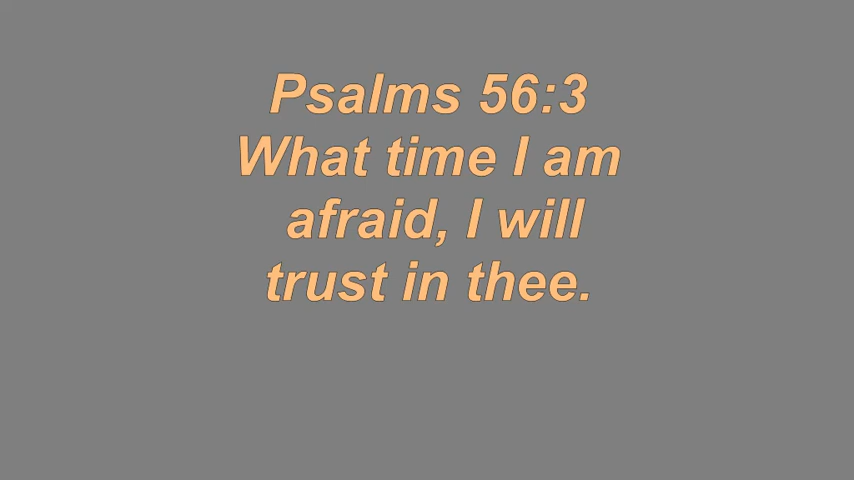 Psalms 56:3
What time I am
afraid, I will
trust in thee.